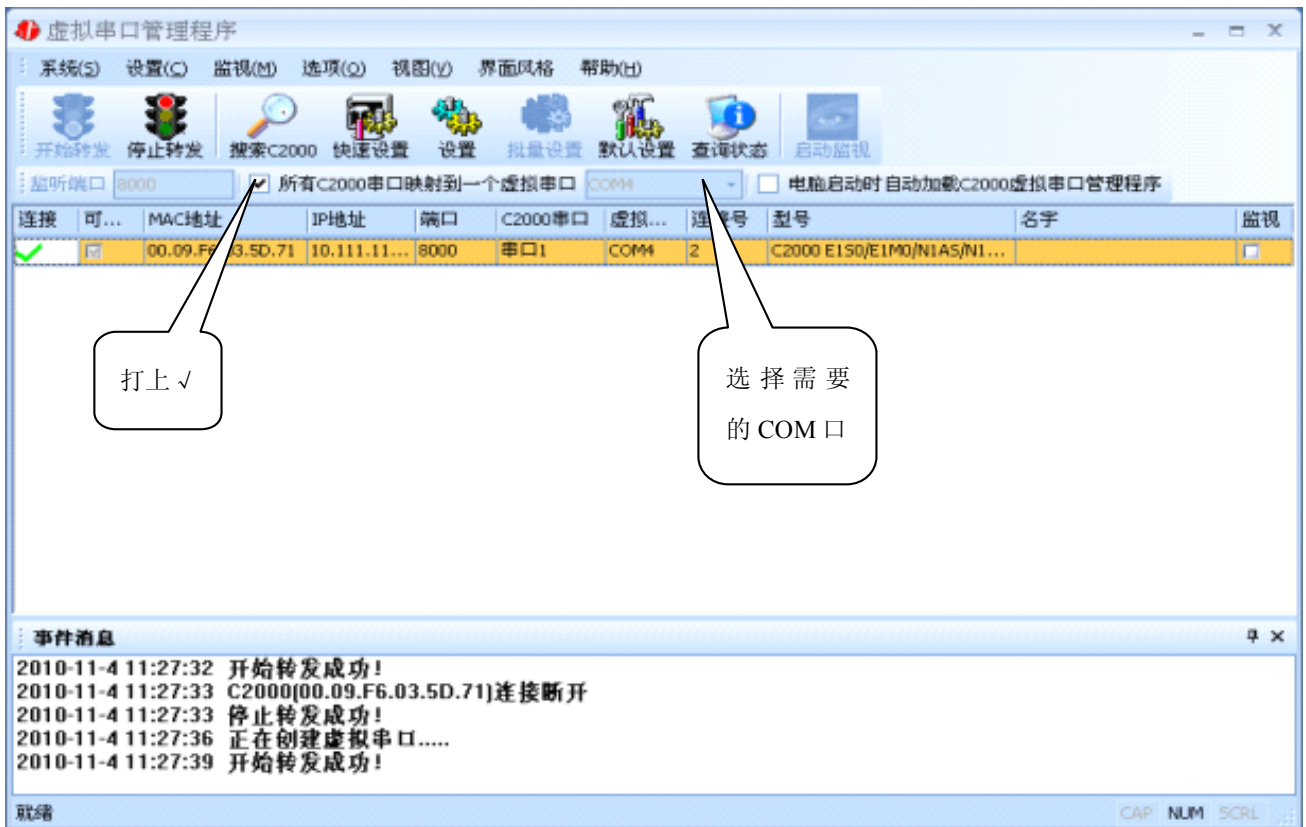 虚拟串口管理程序
系统(S) 设置(C) 监视(M) 选项(O) 视图(V) 界面风格 帮助(H)
开始转发 停止转发 搜索C2000 快速设置 设置 批量设置 默认设置 查询状态 启动监视
监听端口 8000 所有C2000串口映射到一个虚拟串口 COM4 电脑启动时自动加载C2000虚拟串口管理程序
连接 可... MAC地址 IP地址 端口 C2000串口 虚拟... 连接号 型号 名字 监视
00.09.F6.03.5D.71 10.111.11... 8000 串口1 COM4 2 C2000 E1S0/E1M0/N1A5/N1...
打上√
选择需要
的 COM 口
事件消息
2010-11-4 11:27:32 开始转发成功!
2010-11-4 11:27:33 C2000[00.09.F6.03.5D.71]连接断开
2010-11-4 11:27:33 停止转发成功!
2010-11-4 11:27:36 正在创建虚拟串口.....
2010-11-4 11:27:39 开始转发成功!
就绪 CAP NUM SCRL